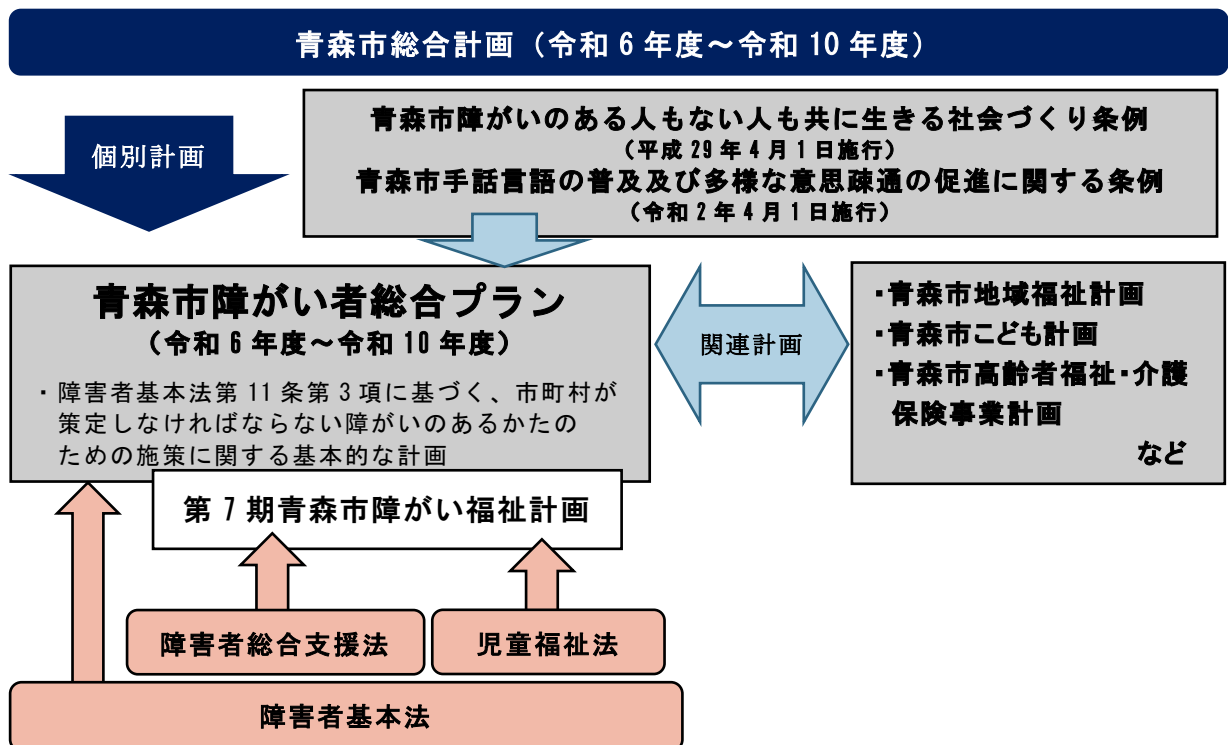 青森市総合計画（令和６年度～令和10年度）
個別計画
青森市障がいのある人もない人も共に生きる社会づくり条例
（平成29年４月１日施行）
青森市手話言語の普及及び多様な意思疎通の促進に関する条例
（令和２年４月１日施行）
青森市障がい者総合プラン
（令和６年度～令和10年度）
・障害者基本法第11条第３項に基づく、市町村が
策定しなければならない障がいのあるかたの
ための施策に関する基本的な計画
関連計画
・青森市地域福祉計画
・青森市こども計画
・青森市高齢者福祉・介護
保険事業計画
など
第７期青森市障がい福祉計画
障害者総合支援法
児童福祉法
障害者基本法